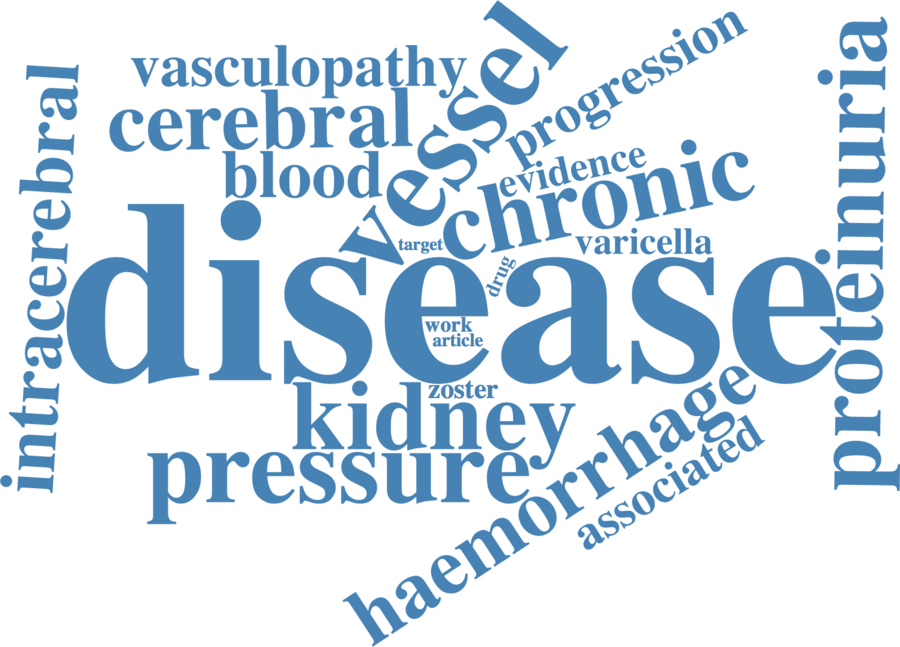 vasculopathy
cerebral
blood
vessel
progression
evidence
chronic
varicella
target
drug
intracerebral
disease
proteinuria
work
article
zoster
kidney
pressure
haemorrhage
associated